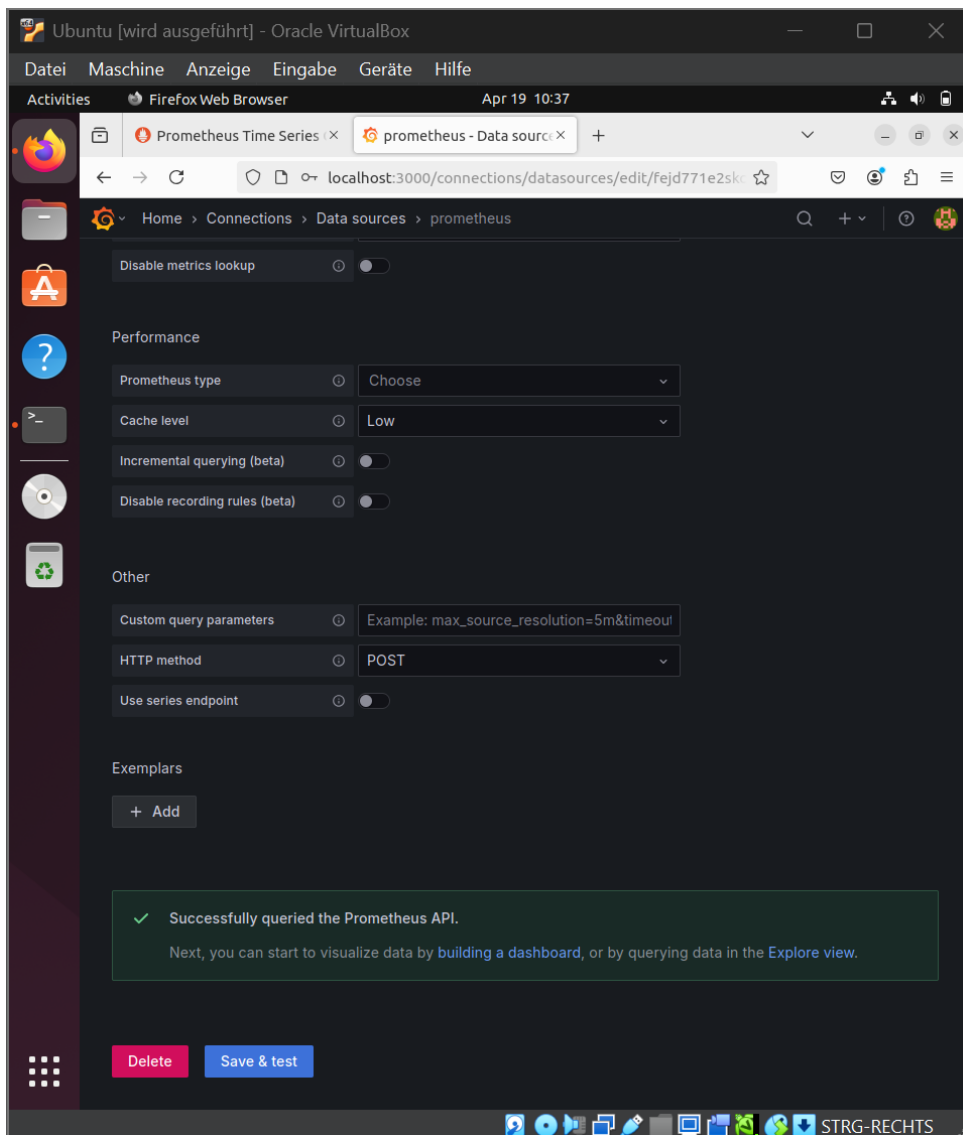 Ubuntu [wird ausgeführt] - Oracle VirtualBox
Datei Maschine Anzeige Eingabe Geräte Hilfe
Activities Firefox Web Browser Apr 19 10:37
Prometheus Time Series prometheus - Data source
localhost:3000/connections/datasources/edit/fejd771e2sk
Home › Connections › Data sources › prometheus
Disable metrics lookup
Performance
Prometheus type Choose
Cache level Low
Incremental querying (beta)
Disable recording rules (beta)
Other
Custom query parameters Example: max_source_resolution=5m&timeout
HTTP method POST
Use series endpoint
Exemplars
+ Add
Successfully queried the Prometheus API.
Next, you can start to visualize data by building a dashboard, or by querying data in the Explore view.
Delete Save & test
STRG-RECHTS